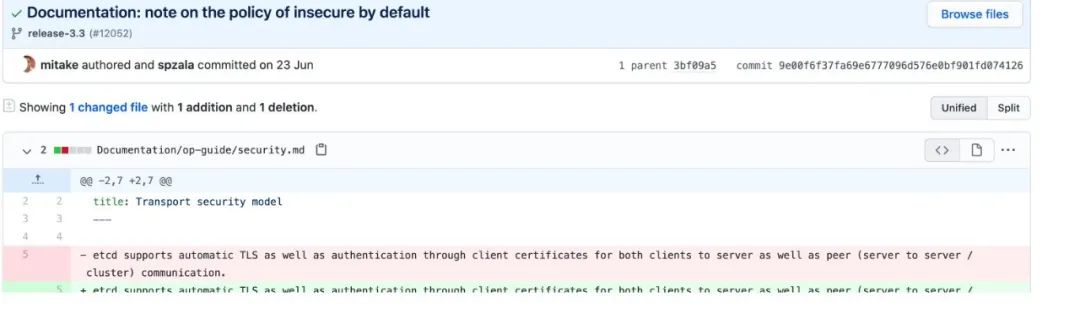 Documentation: note on the policy of insecure by default
Browse files
release-3.3 (#12052)
mitake authored and spzala committed on 23 Jun
1 parent 3bf09a5 commit 9e00f6f37fa69e6777096d576e0bf901fd074126
Showing 1 changed file with 1 addition and 1 deletion.
Unified Split
2 Documentation/op-guide/security.md
@@ -2,7 +2,7 @@
2 2 title: Transport security model
3 3 ---
4 4
5 - etcd supports automatic TLS as well as authentication through client certificates for both clients to server as well as peer (server to server /
cluster) communication.
5 + etcd supports automatic TLS as well as authentication through client certificates for both clients to server as well as peer (server to server /